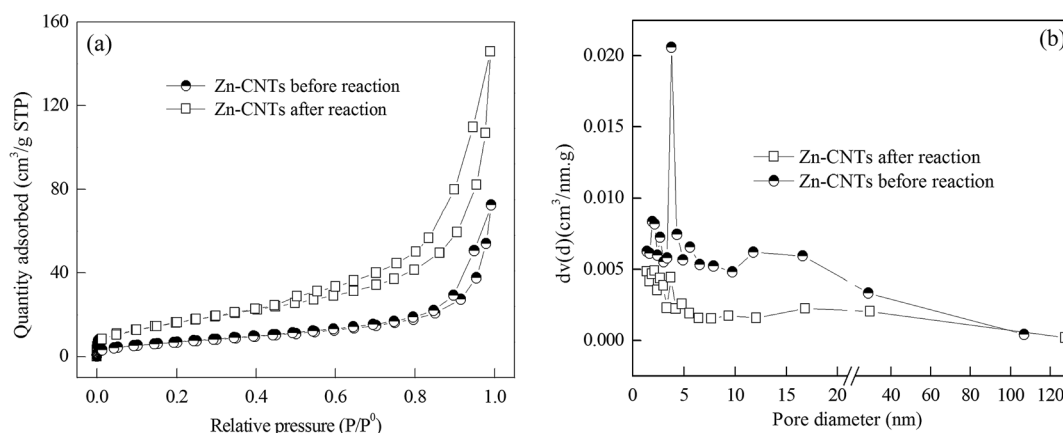 (a)
160
120
80
40
0
Quantity adsorbed (cm³/g STP)
Zn-CNTs before reaction
Zn-CNTs after reaction
0.0 0.2 0.4 0.6 0.8 1.0
Relative pressure (P/P⁰)
(b)
0.020
0.015
0.010
0.005
0.000
dv(d)(cm³/nm.g)
Zn-CNTs after reaction
Zn-CNTs before reaction
0 5 10 15 20 40 60 80 100 120
Pore diameter (nm)